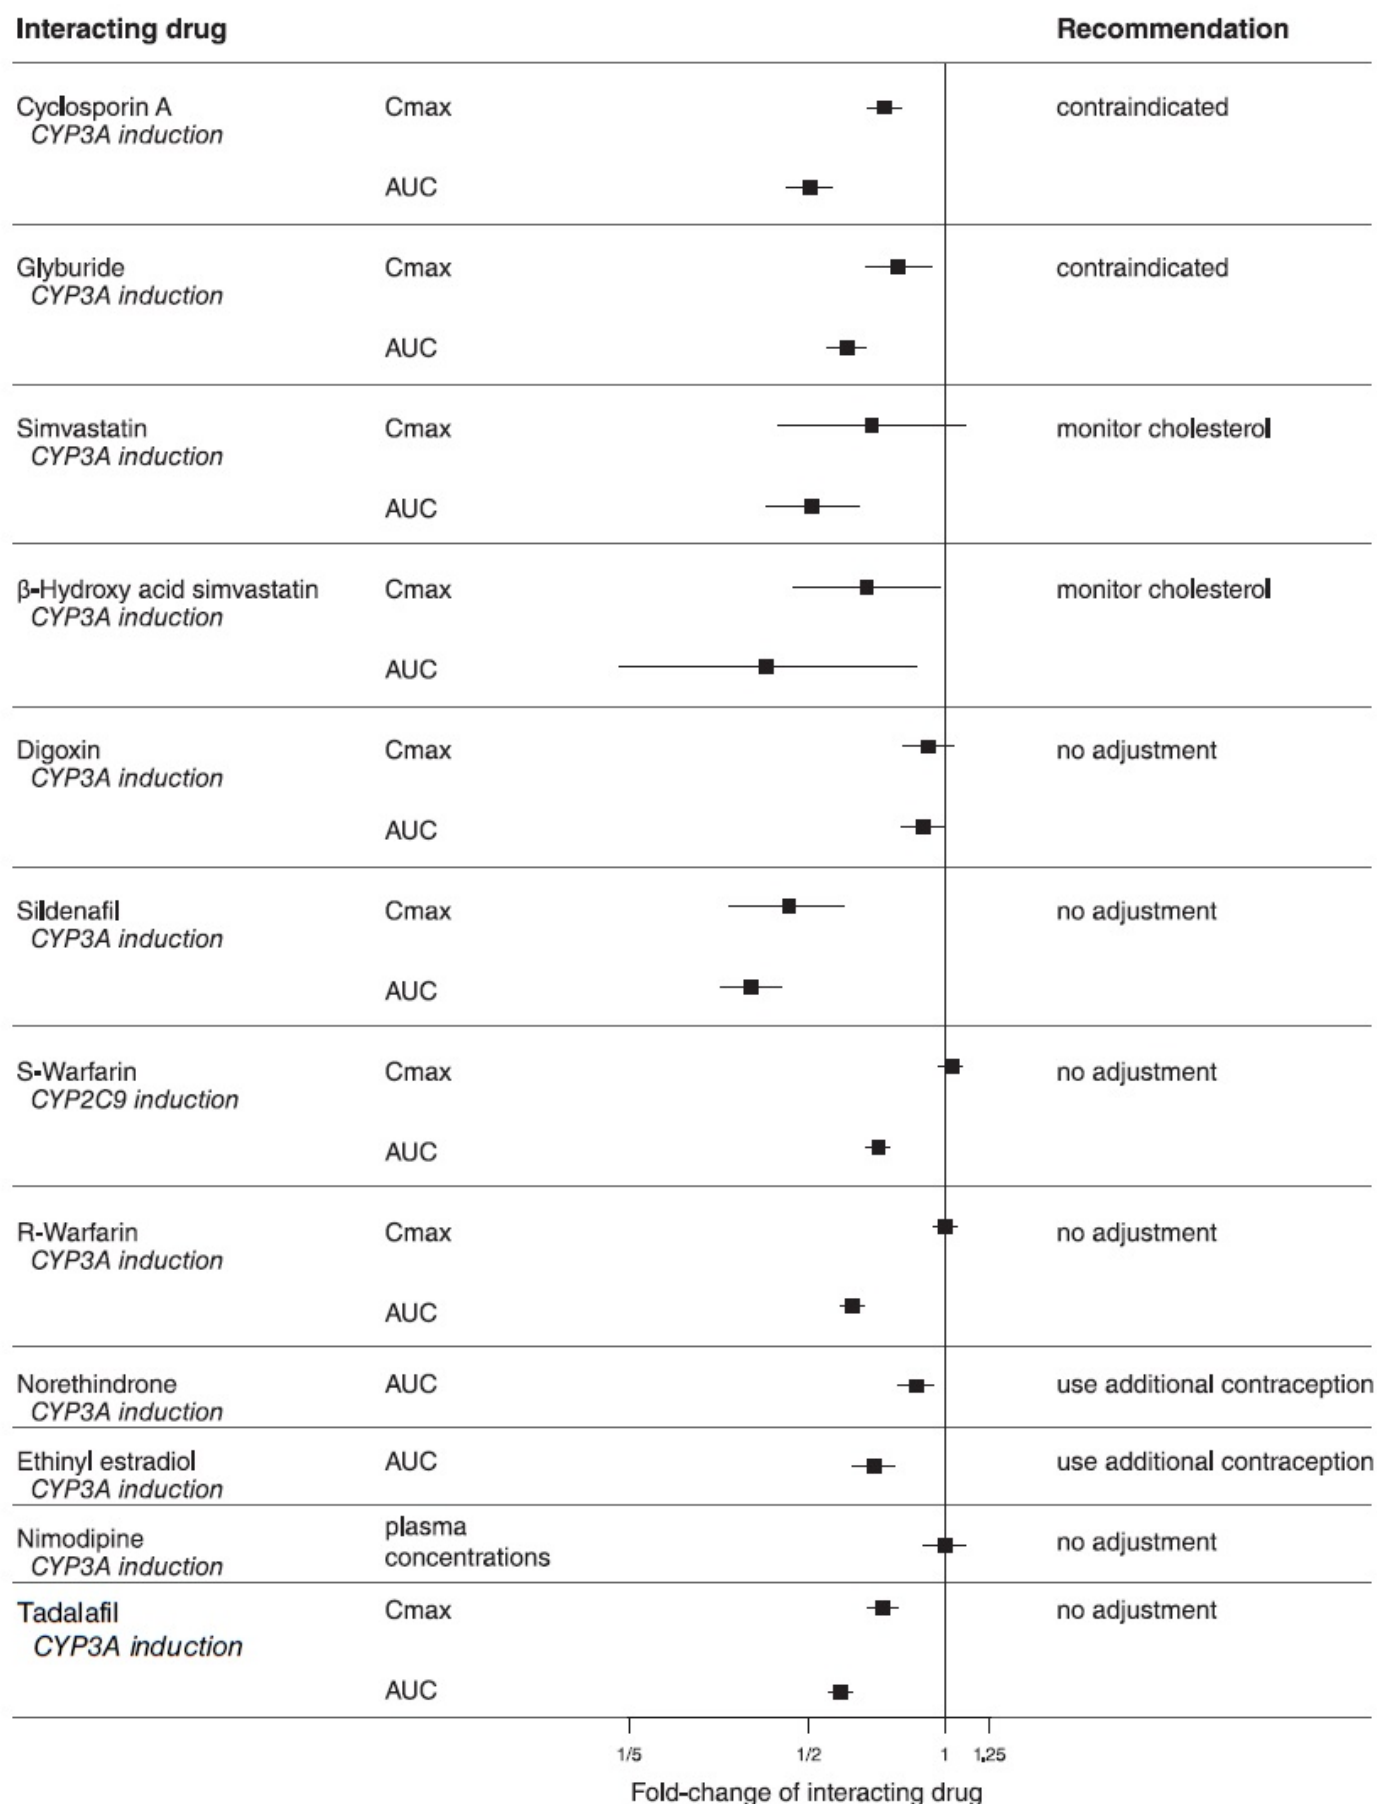 Interacting drug Recommendation
Cyclosporin A Cmax contraindicated
CYP3A induction
AUC
Glyburide Cmax contraindicated
CYP3A induction
AUC
Simvastatin Cmax monitor cholesterol
CYP3A induction
AUC
β-Hydroxy acid simvastatin Cmax monitor cholesterol
CYP3A induction
AUC
Digoxin Cmax no adjustment
CYP3A induction
AUC
Sildenafil Cmax no adjustment
CYP3A induction
AUC
S-Warfarin Cmax no adjustment
CYP2C9 induction
AUC
R-Warfarin Cmax no adjustment
CYP3A induction
AUC
Norethindrone AUC use additional contraception
CYP3A induction
Ethinyl estradiol AUC use additional contraception
CYP3A induction
Nimodipine plasma concentrations no adjustment
CYP3A induction
Tadalafil Cmax no adjustment
CYP3A induction
AUC
1/5 1/2 1 1,25
Fold-change of interacting drug